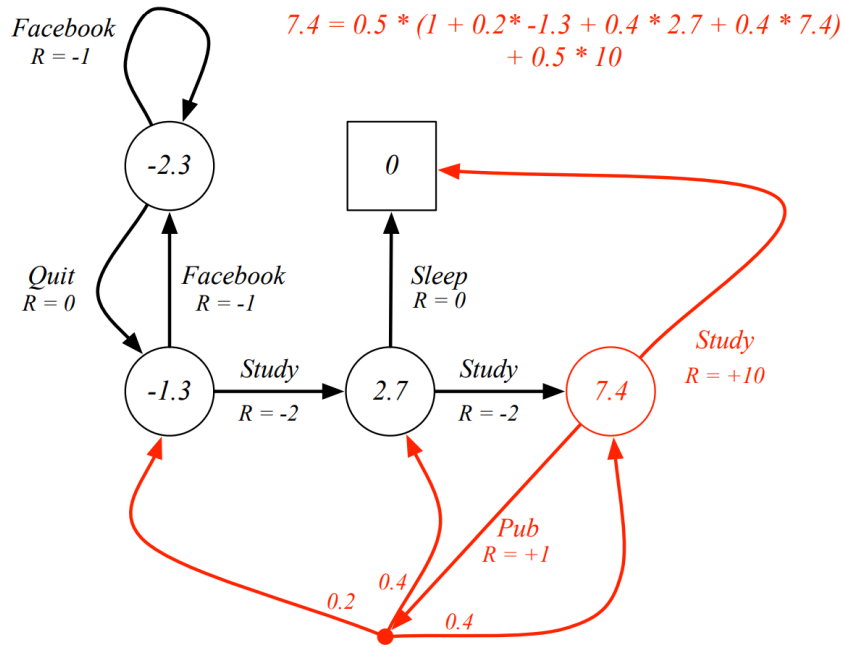 Facebook
R = -1
7.4 = 0.5 * (1 + 0.2* -1.3 + 0.4 * 2.7 + 0.4 * 7.4)
+ 0.5 * 10
-2.3
0
Quit
R = 0
Facebook
R = -1
Sleep
R = 0
Study
R = +10
-1.3
Study
R = -2
2.7
Study
R = -2
7.4
Pub
R = +1
0.2
0.4
0.4